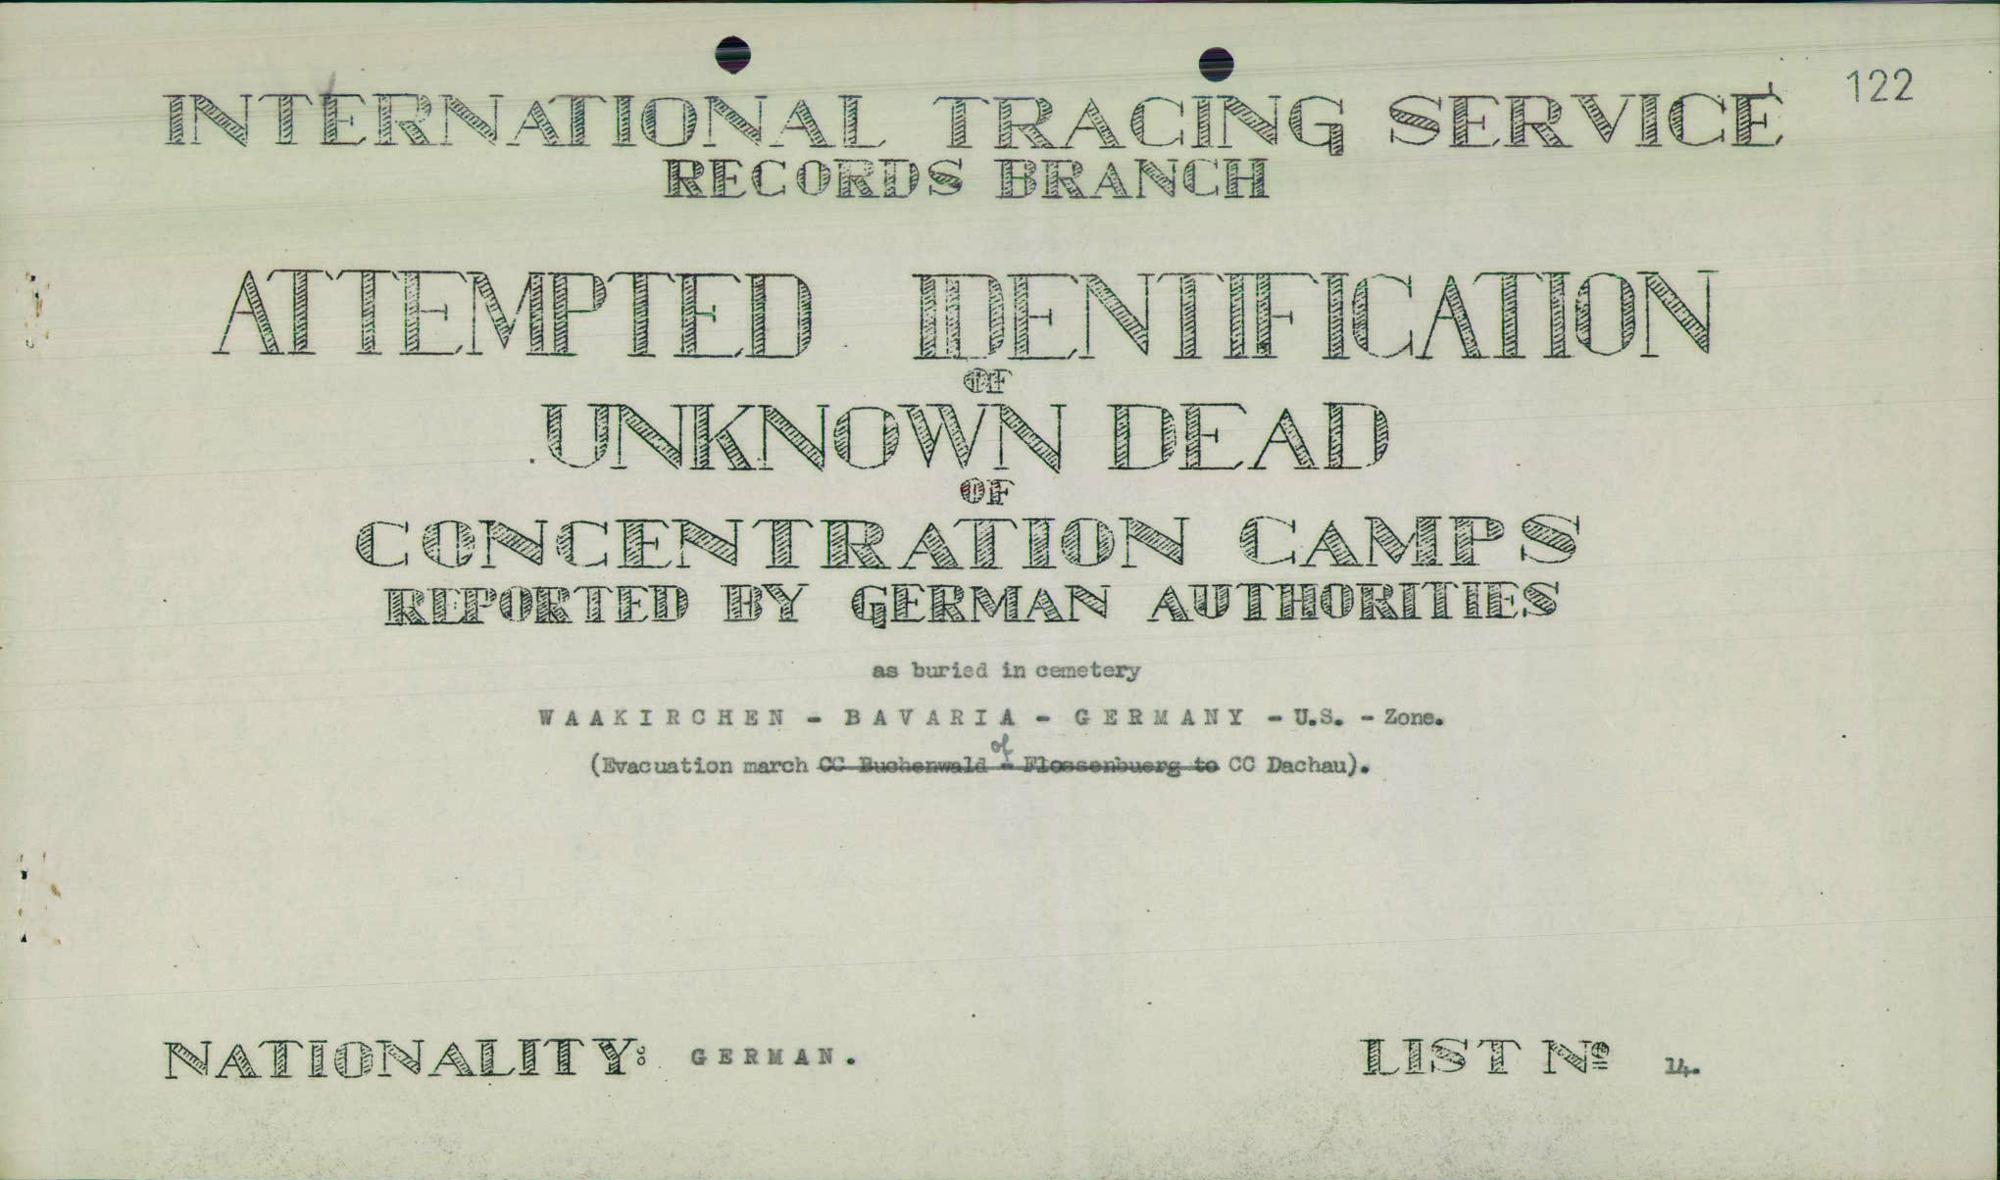 122
INTERNATIONAL TRACING SERVICE
RECORDS BRANCH
ATTEMPTED IDENTIFICATION
OF
UNKNOWN DEAD
OF
CONCENTRATION CAMPS
REPORTED BY GERMAN AUTHORITIES
as buried in cemetery
WAAKIRCHEN - BAVARIA - GERMANY - U.S. - Zone.
of
(Evacuation march CC Buchenwald - Flossenbuerg to CC Dachau).
NATIONALITY: GERMAN.
LIST Nº 14.